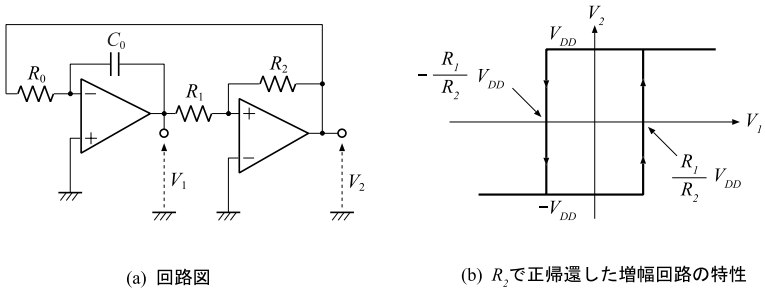 C0
R0
−
+
R1
R2
+
−
V1
V2
(a) 回路図
V2
VDD
− R1/R2 VDD
V1
R1/R2 VDD
−VDD
(b) R2で正帰還した増幅回路の特性